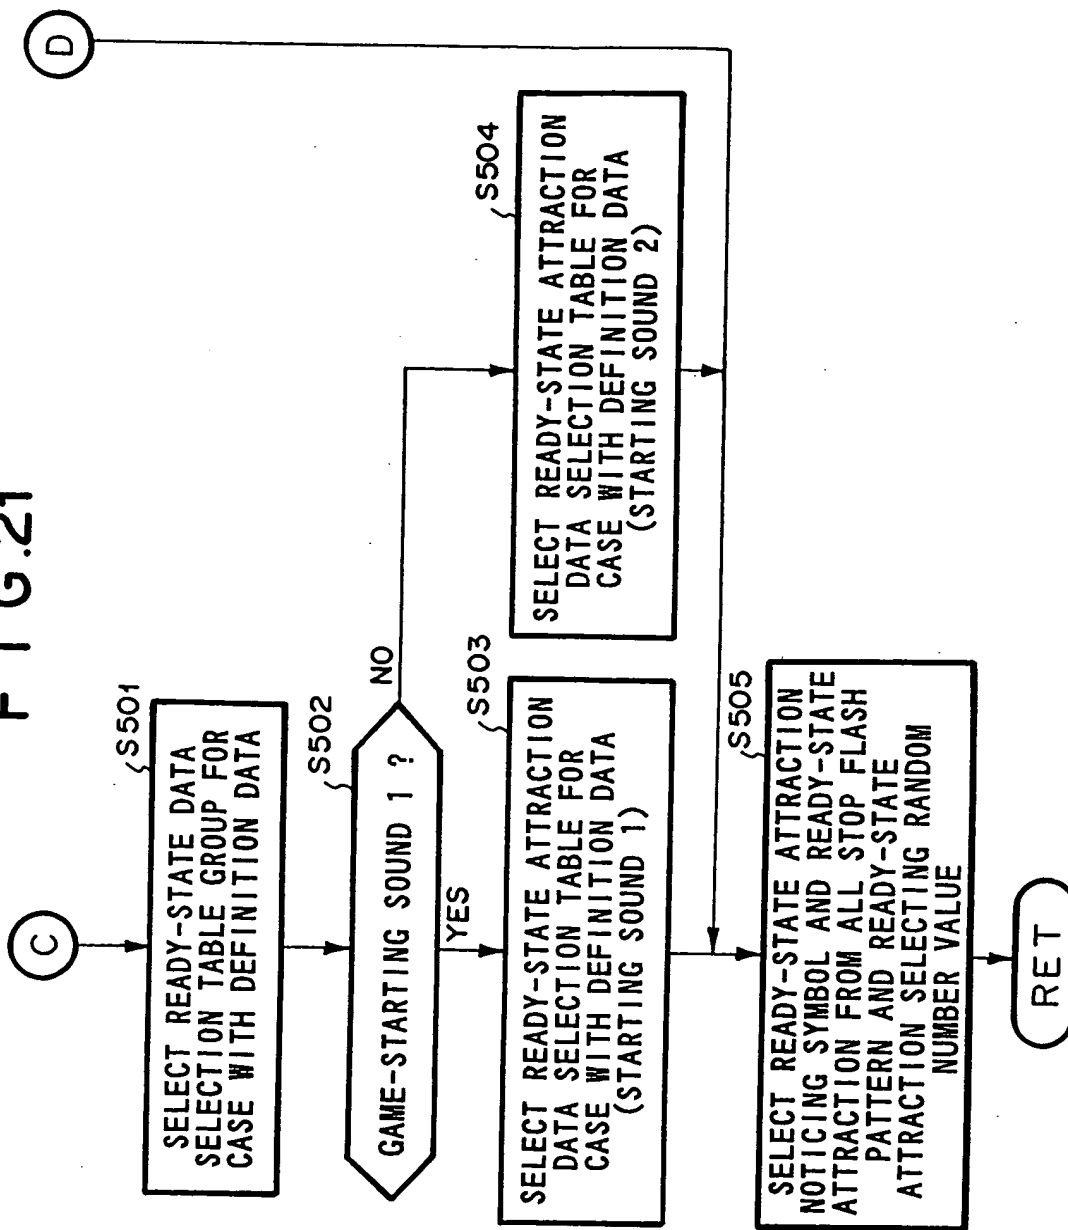 FIG.21
C
D
S501
SELECT READY-STATE DATA
SELECTION TABLE GROUP FOR
CASE WITH DEFINITION DATA
S502
GAME-STARTING SOUND 1 ?
NO
YES
S503
SELECT READY-STATE ATTRACTION
DATA SELECTION TABLE FOR
CASE WITH DEFINITION DATA
(STARTING SOUND 1)
S504
SELECT READY-STATE ATTRACTION
DATA SELECTION TABLE FOR
CASE WITH DEFINITION DATA
(STARTING SOUND 2)
S505
SELECT READY-STATE ATTRACTION
NOTICING SYMBOL AND READY-STATE
ATTRACTION FROM ALL STOP FLASH
PATTERN AND READY-STATE
ATTRACTION SELECTING RANDOM
NUMBER VALUE
RET